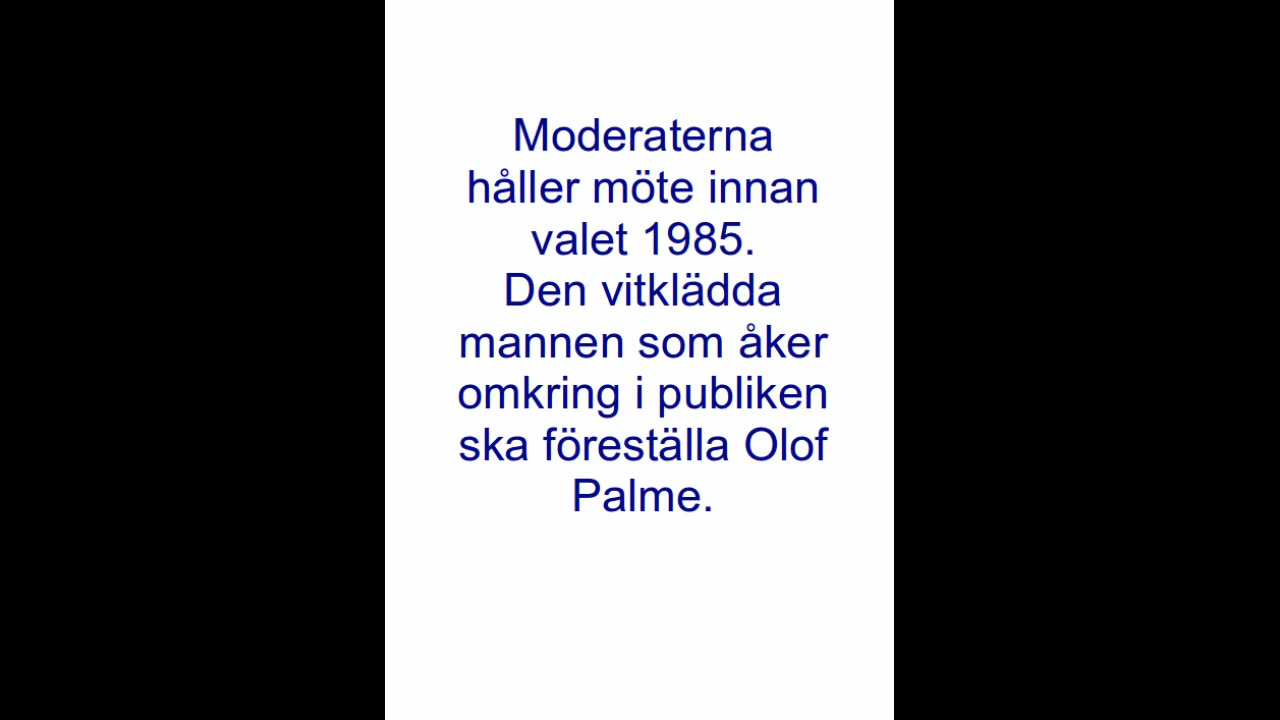 Moderaterna
håller möte innan
valet 1985.
Den vitklädda
mannen som åker
omkring i publiken
ska föreställa Olof
Palme.